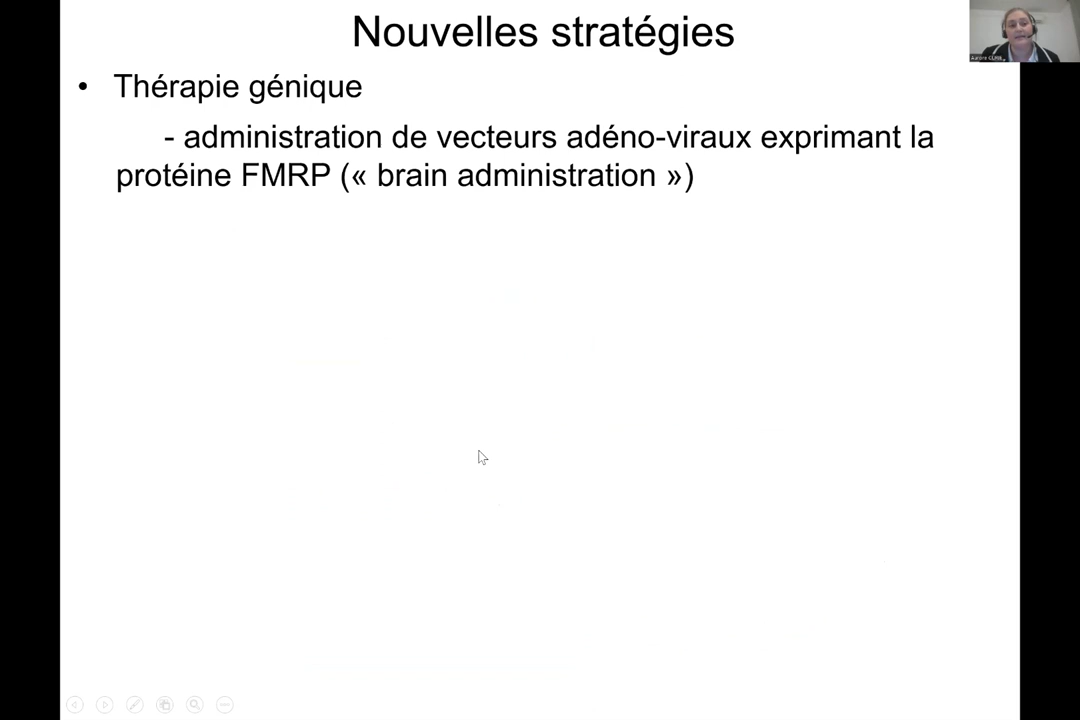 Nouvelles stratégies
• Thérapie génique
- administration de vecteurs adéno-viraux exprimant la
protéine FMRP (« brain administration »)